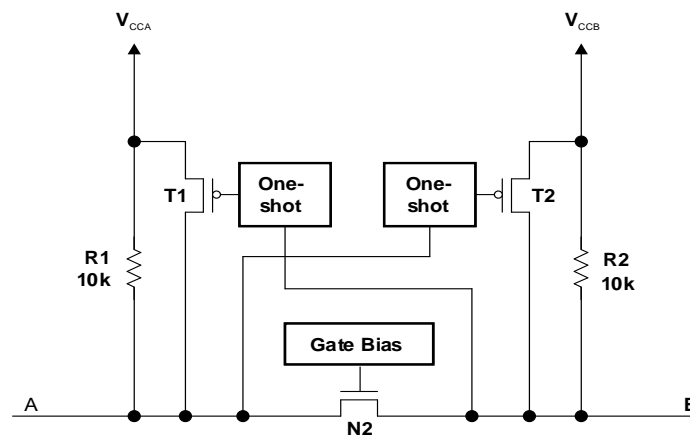 VCCA
VCCB
One-
shot
One-
shot
T1
T2
R1
10k
R2
10k
Gate Bias
A
B
N2